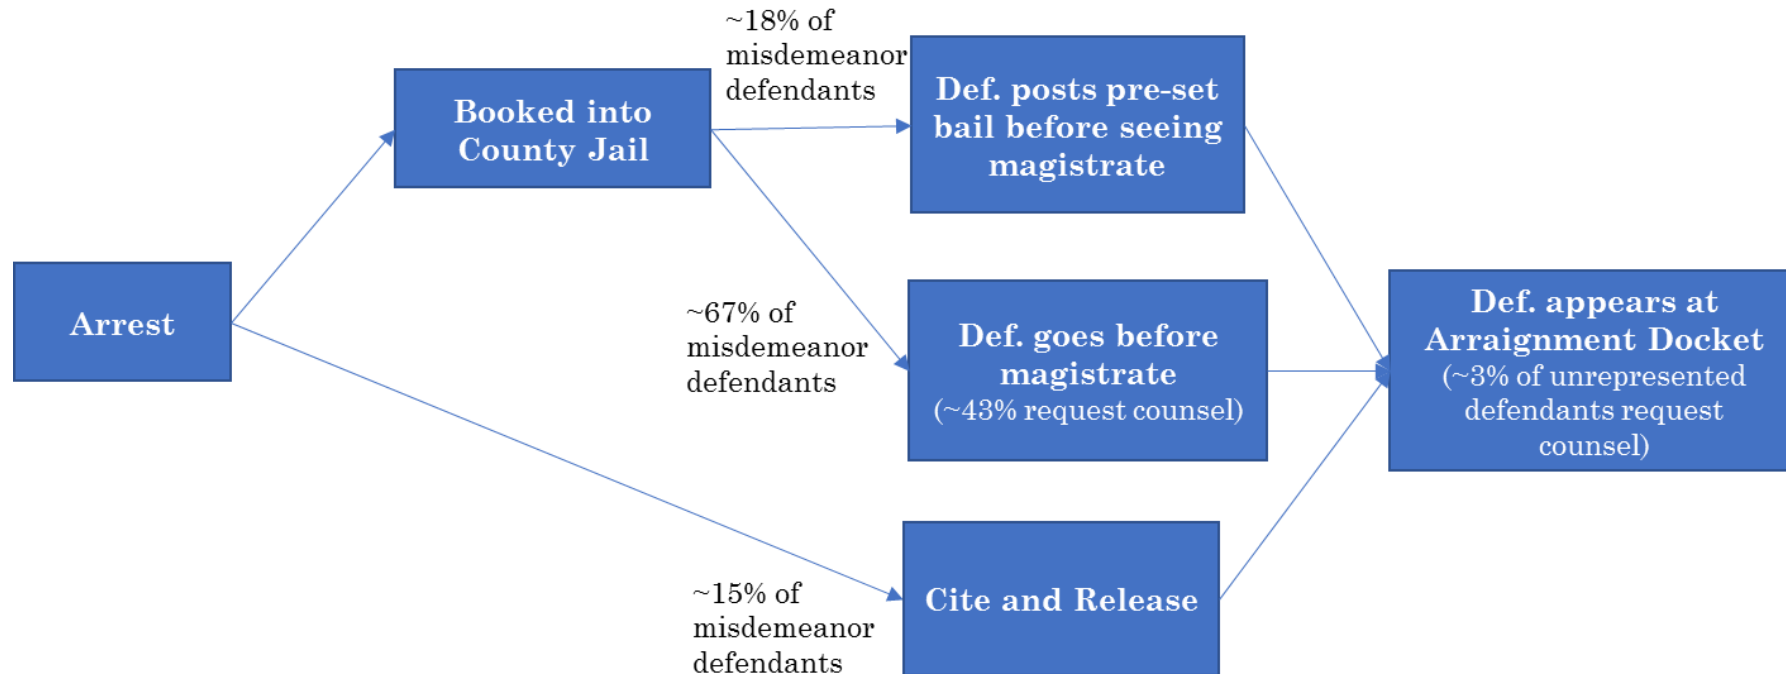 Arrest
Booked into
County Jail
~18% of
misdemeanor
defendants
Def. posts pre-set
bail before seeing
magistrate
~67% of
misdemeanor
defendants
Def. goes before
magistrate
(~43% request counsel)
~15% of
misdemeanor
defendants
Cite and Release
Def. appears at
Arraignment Docket
(~3% of unrepresented
defendants request
counsel)